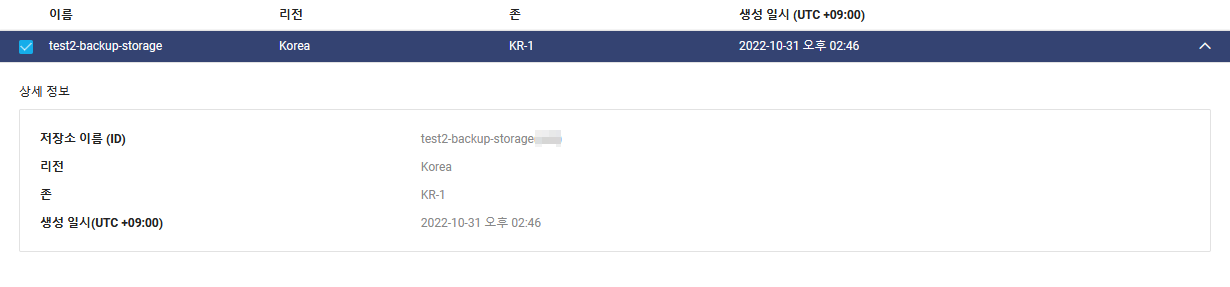 이름 리전 존 생성 일시 (UTC +09:00)
test2-backup-storage Korea KR-1 2022-10-31 오후 02:46
상세 정보
저장소 이름 (ID) test2-backup-storage
리전 Korea
존 KR-1
생성 일시(UTC +09:00) 2022-10-31 오후 02:46